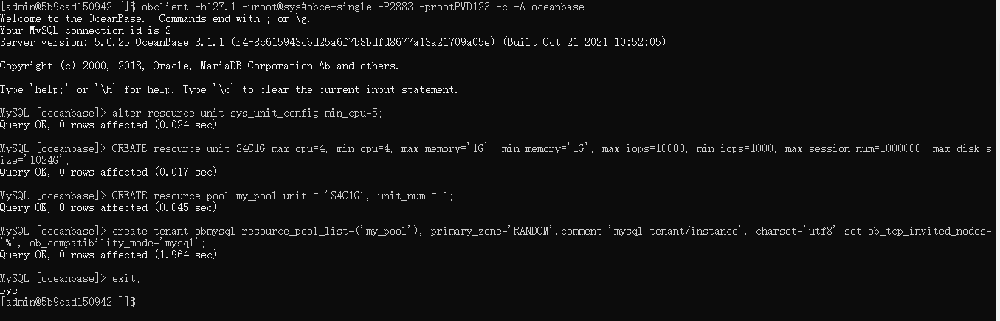 [admin@5b9cad150942 ~]$ obclient -h127.1 -uroot@sys#obce-single -P2883 -prootPWD123 -c -A oceanbase
Welcome to the OceanBase.  Commands end with ; or \g.
Your MySQL connection id is 2
Server version: 5.6.25 OceanBase 3.1.1 (r4-8c615943cbd25a6f7b8bdfd8677a13a21709a05e) (Built Oct 21 2021 10:52:05)
Copyright (c) 2000, 2018, Oracle, MariaDB Corporation Ab and others.
Type 'help;' or '\h' for help. Type '\c' to clear the current input statement.
MySQL [oceanbase]> alter resource unit sys_unit_config min_cpu=5;
Query OK, 0 rows affected (0.024 sec)
MySQL [oceanbase]> CREATE resource unit S4C1G max_cpu=4, min_cpu=4, max_memory='1G', min_memory='1G', max_iops=10000, min_iops=1000, max_session_num=1000000, max_disk_s
ize='1024G';
Query OK, 0 rows affected (0.017 sec)
MySQL [oceanbase]> CREATE resource pool my_pool unit = 'S4C1G', unit_num = 1;
Query OK, 0 rows affected (0.045 sec)
MySQL [oceanbase]> create tenant obmysql resource_pool_list=('my_pool'), primary_zone='RANDOM',comment 'mysql tenant/instance', charset='utf8' set ob_tcp_invited_nodes=
'%', ob_compatibility_mode='mysql';
Query OK, 0 rows affected (1.964 sec)
MySQL [oceanbase]> exit;
Bye
[admin@5b9cad150942 ~]$